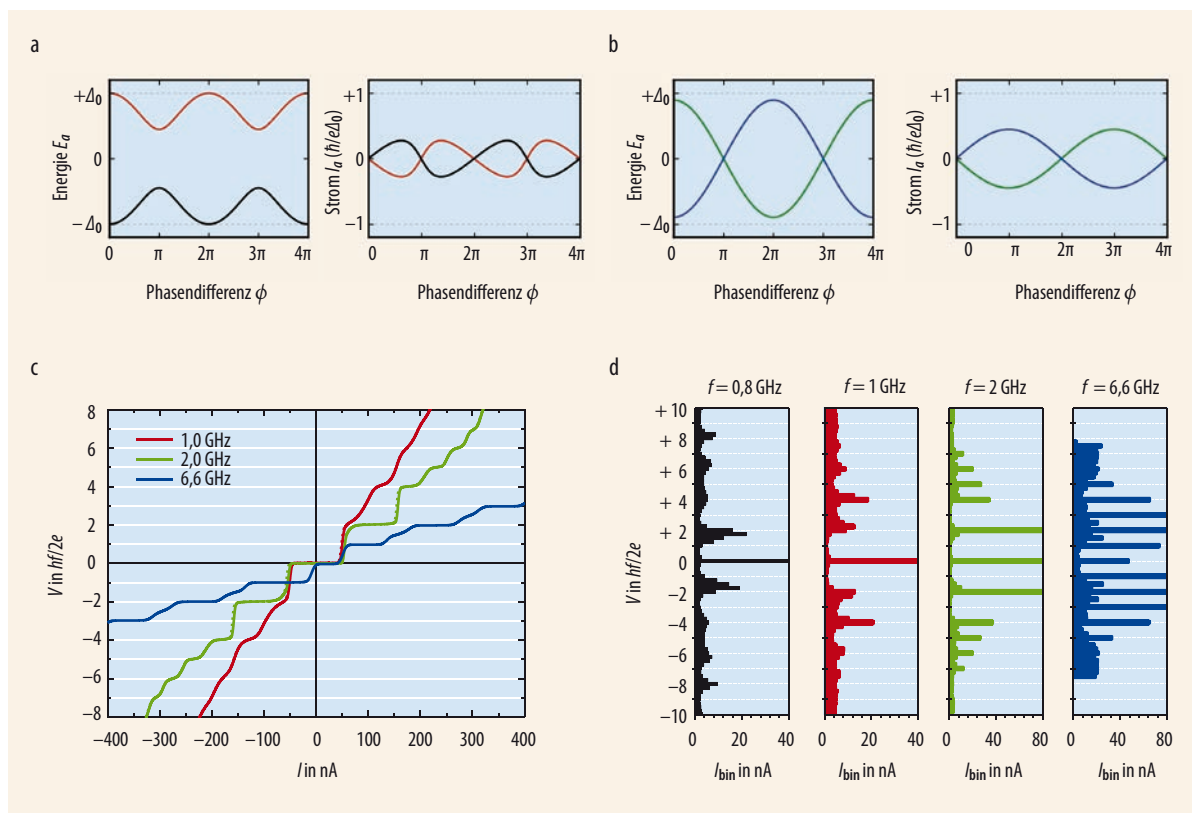 a
b
+Δ₀
0
−Δ₀
Energie Eₐ
0 π 2π 3π 4π
Phasendifferenz ϕ
+1
0
−1
Strom Iₐ (ħ/eΔ₀)
0 π 2π 3π 4π
Phasendifferenz ϕ
+Δ₀
0
−Δ₀
Energie Eₐ
0 π 2π 3π 4π
Phasendifferenz ϕ
+1
0
−1
Strom Iₐ (ħ/eΔ₀)
0 π 2π 3π 4π
Phasendifferenz ϕ
c
8
6
4
2
0
−2
−4
−6
−8
V in hf/2e
1,0 GHz
2,0 GHz
6,6 GHz
−400 −300 −200 −100 0 100 200 300 400
I in nA
d
f = 0,8 GHz
f = 1 GHz
f = 2 GHz
f = 6,6 GHz
+ 10
+ 8
+ 6
+ 4
+ 2
0
−2
−4
−6
−8
−10
V in hf/2e
0 20 40
0 20 40
0 40 80
0 40 80
I_bin in nA
I_bin in nA
I_bin in nA
I_bin in nA